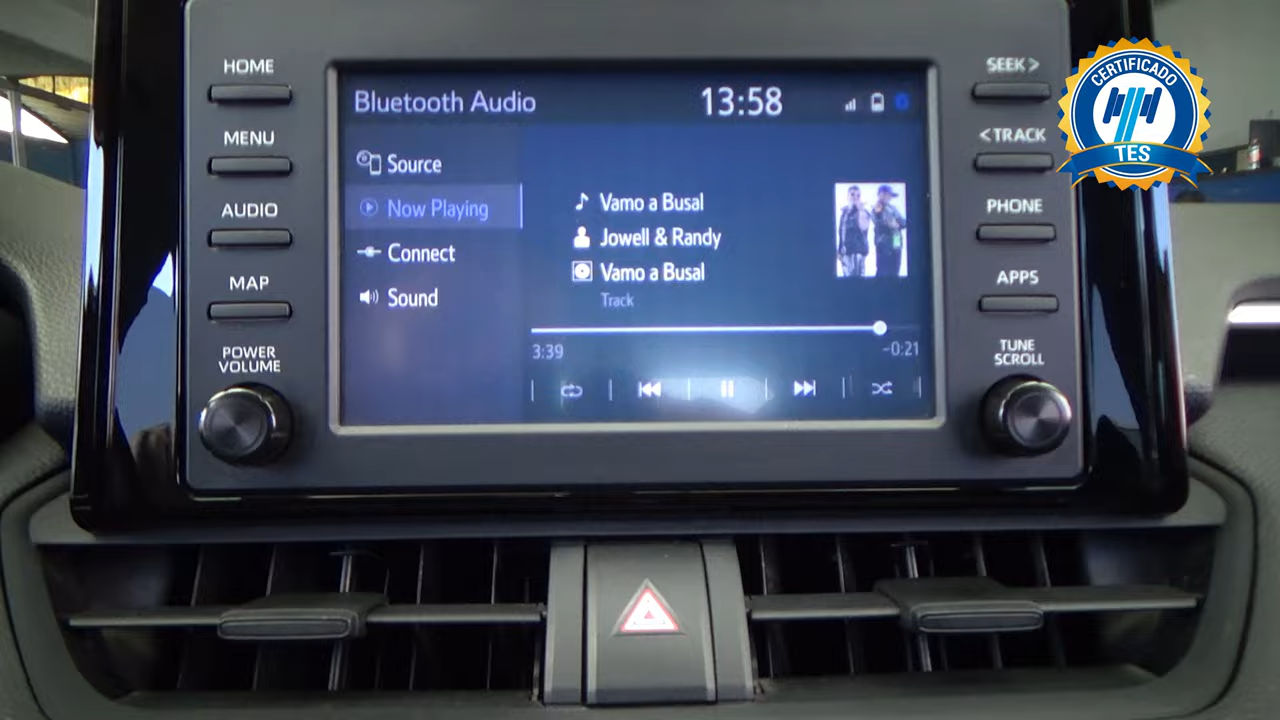 HOME
MENU
AUDIO
MAP
POWER
VOLUME
Bluetooth Audio
13:58
Source
Now Playing
Connect
Sound
Vamo a Busal
Jowell & Randy
Vamo a Busal
Track
3:39
-0:21
SEEK >
< TRACK
PHONE
APPS
TUNE
SCROLL
CERTIFICADO
TES